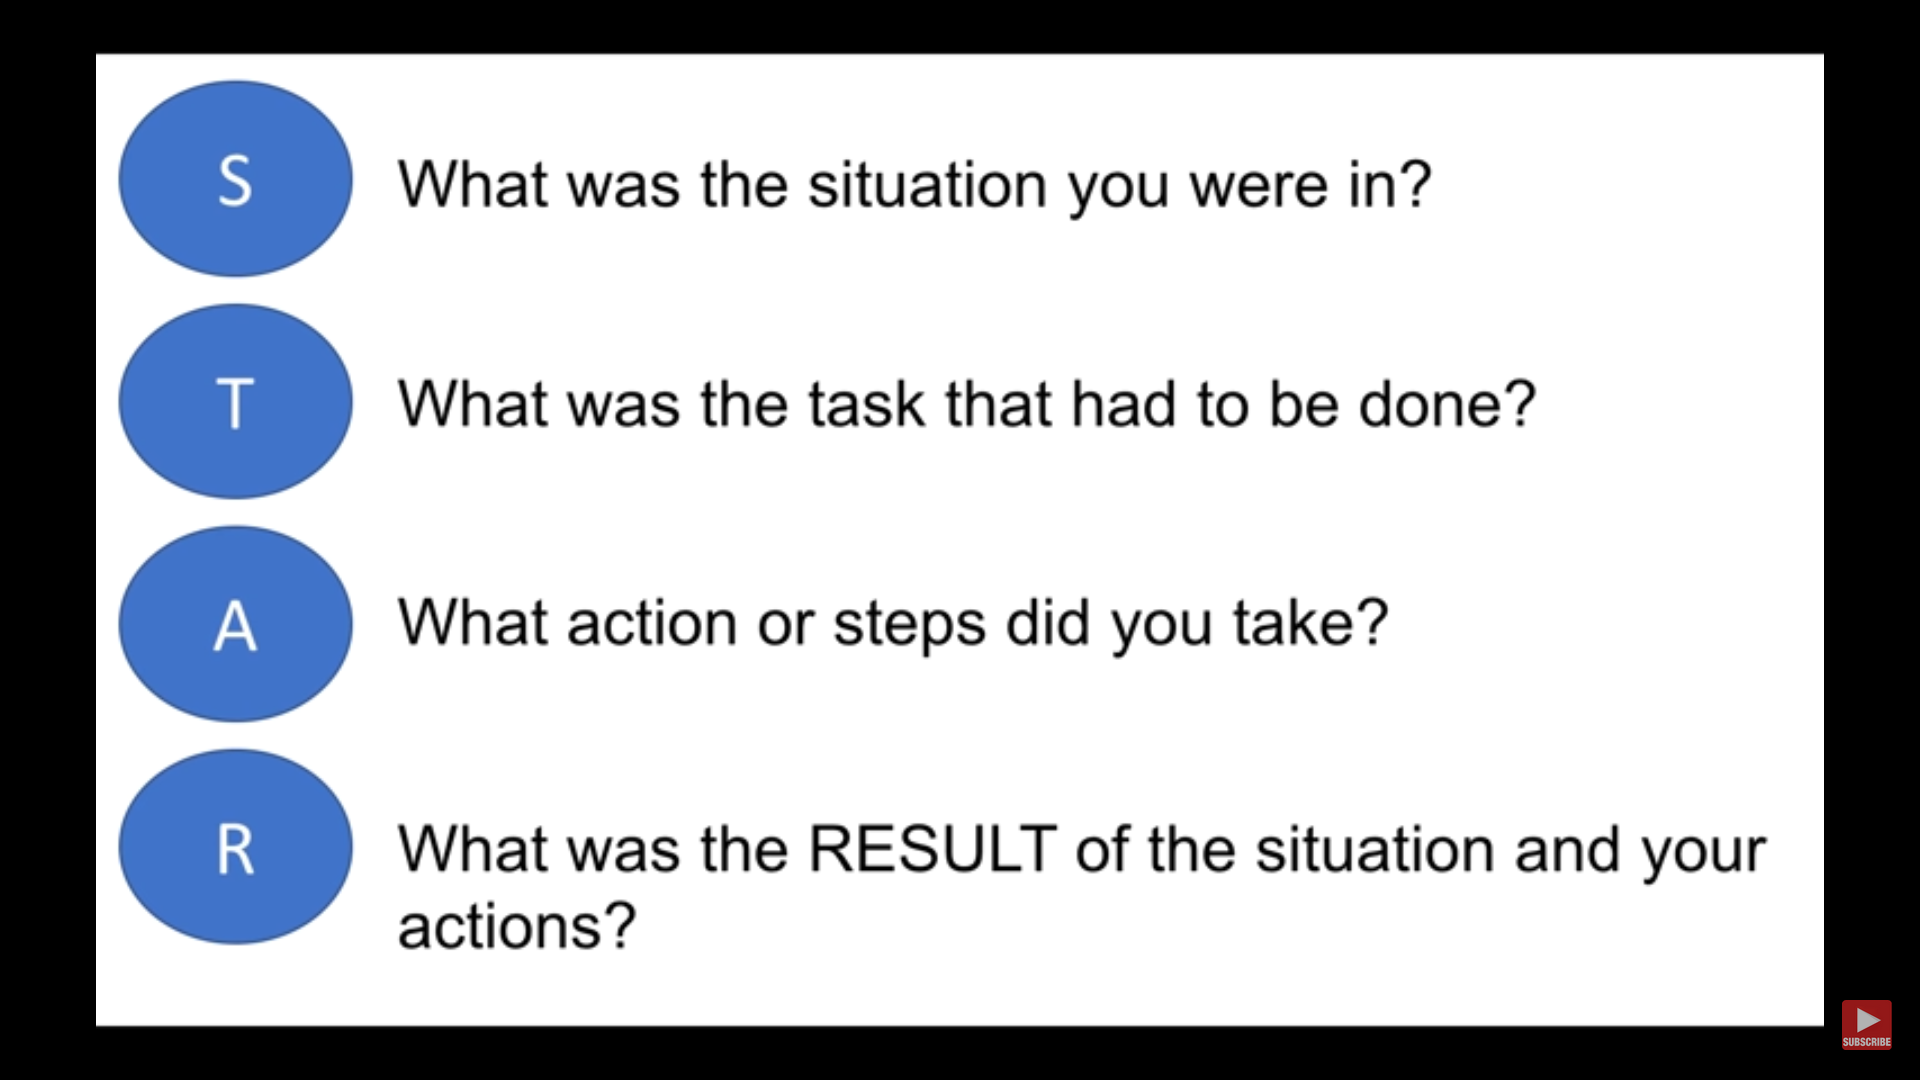 S
What was the situation you were in?
T
What was the task that had to be done?
A
What action or steps did you take?
R
What was the RESULT of the situation and your
actions?
SUBSCRIBE